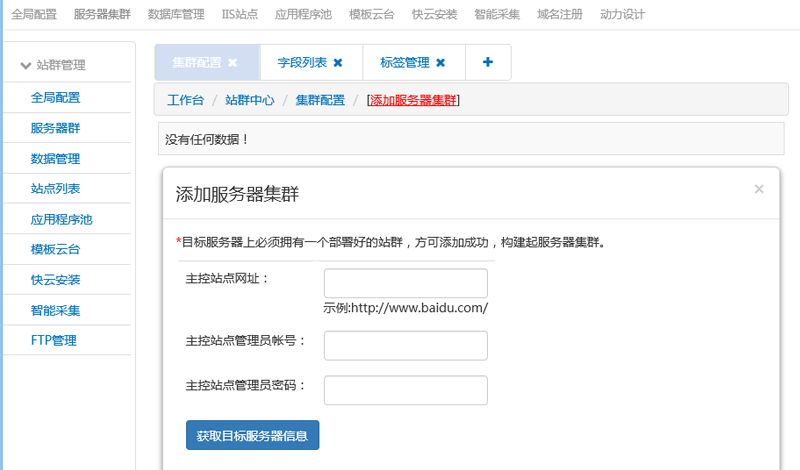 全局配置 服务器集群 数据库管理 IIS站点 应用程序池 模板云台 快云安装 智能采集 域名注册 动力设计
站群管理
全局配置
服务器群
数据管理
站点列表
应用程序池
模板云台
快云安装
智能采集
FTP管理
集群配置 ✖ 字段列表 ✖ 标签管理 ✖ +
工作台 / 站群中心 / 集群配置 / [添加服务器集群]
没有任何数据！
添加服务器集群 ×
*目标服务器上必须拥有一个部署好的站群，方可添加成功，构建起服务器集群。
主控站点网址：
示例:http://www.baidu.com/
主控站点管理员帐号：
主控站点管理员密码：
获取目标服务器信息